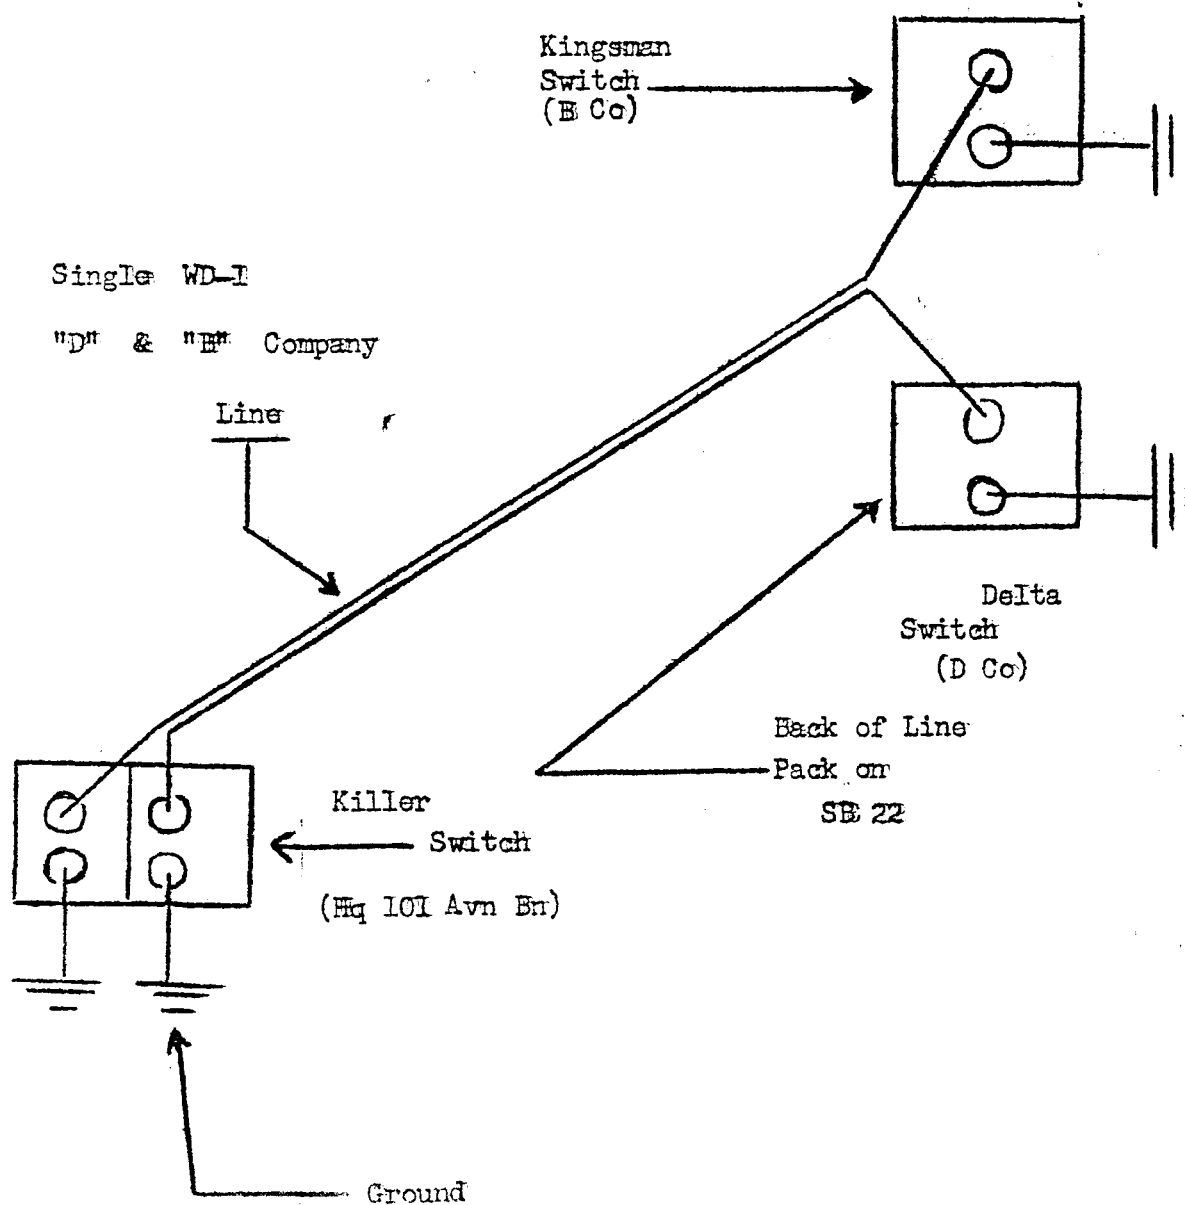 Kingsman
Switch
(B Co)
Single WD-1
"D" & "B" Company
Line
Delta
Switch
(D Co)
Back of Line
Pack on
SB 22
Killer
Switch
(Hq 101 Avn Bn)
Ground